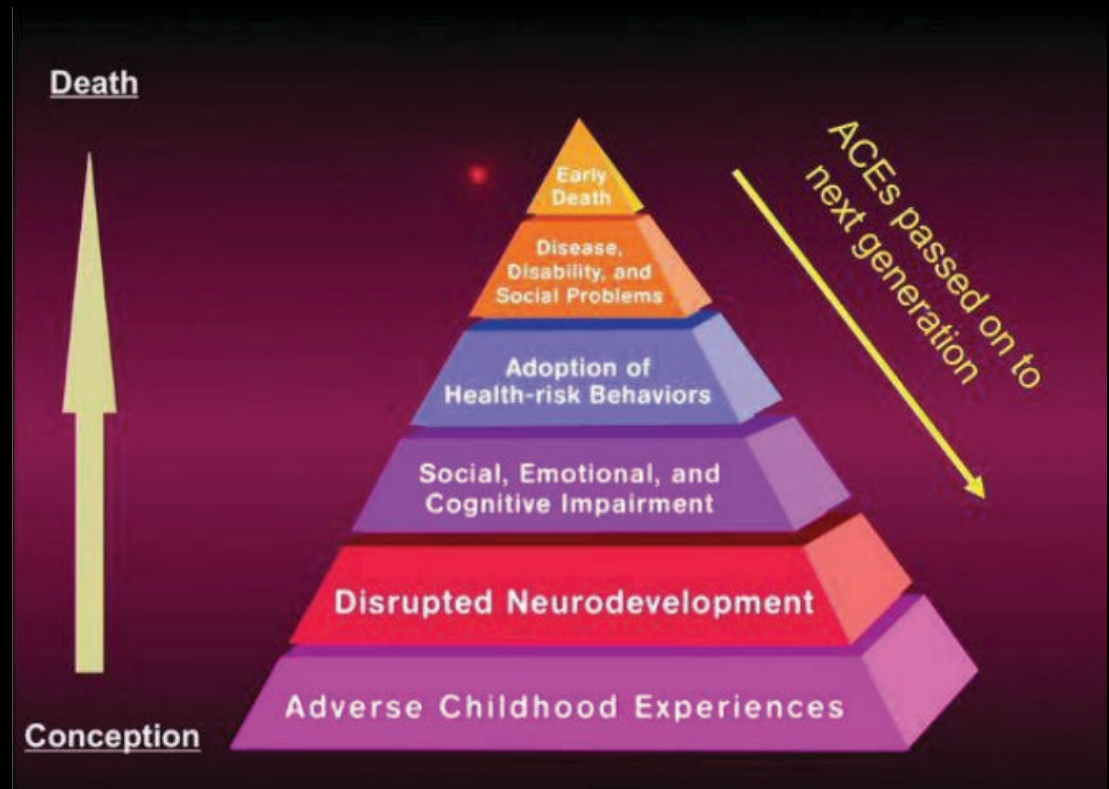 Death
Early
Death
Disease,
Disability, and
Social Problems
Adoption of
Health-risk Behaviors
Social, Emotional, and
Cognitive Impairment
Disrupted Neurodevelopment
Adverse Childhood Experiences
Conception
ACEs passed on to
next generation